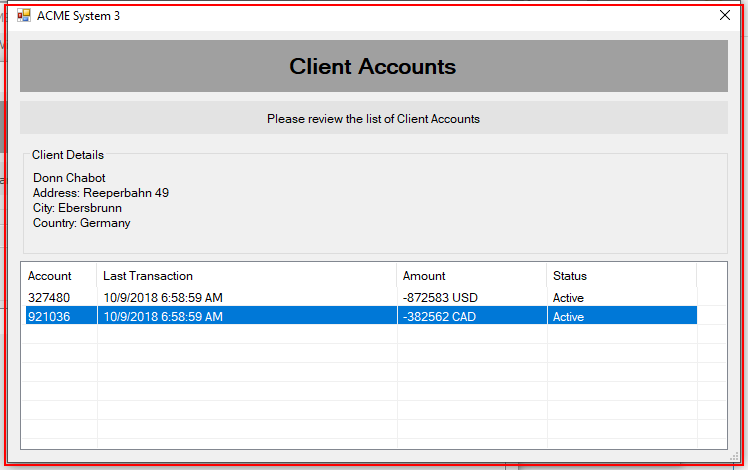 ACME System 3
Client Accounts
Please review the list of Client Accounts
Client Details
Donn Chabot
Address: Reeperbahn 49
City: Ebersbrunn
Country: Germany
Account Last Transaction Amount Status
327480 10/9/2018 6:58:59 AM -872583 USD Active
921036 10/9/2018 6:58:59 AM -382562 CAD Active